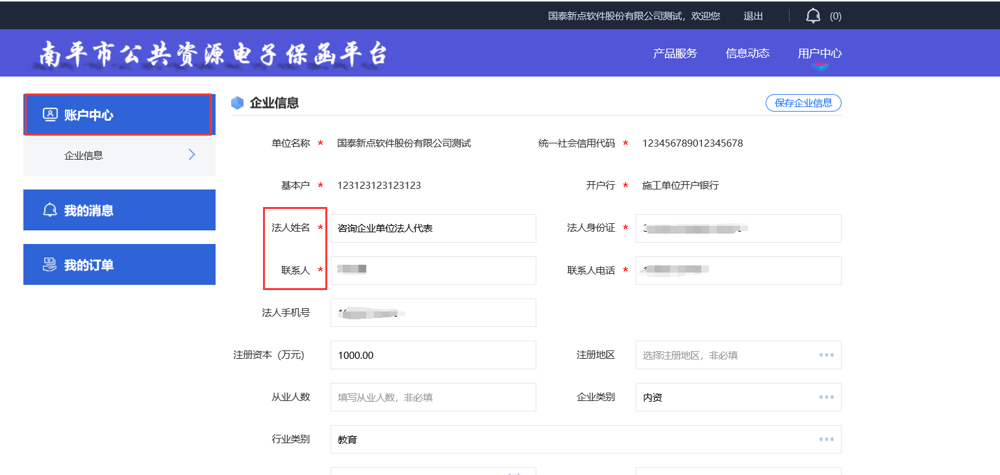 国泰新点软件股份有限公司测试，欢迎您 退出 (0)
南平市公共资源电子保函平台 产品服务 信息动态 用户中心
账户中心
企业信息
我的消息
我的订单
企业信息 保存企业信息
单位名称 * 国泰新点软件股份有限公司测试 统一社会信用代码 * 123456789012345678
基本户 * 123123123123123 开户行 * 施工单位开户银行
法人姓名 * 咨询企业单位法人代表 法人身份证 *
联系人 * 联系人电话 *
法人手机号
注册资本（万元） 1000.00 注册地区 选择注册地区，非必填
从业人数 填写从业人数，非必填 企业类别 内资
行业类别 教育